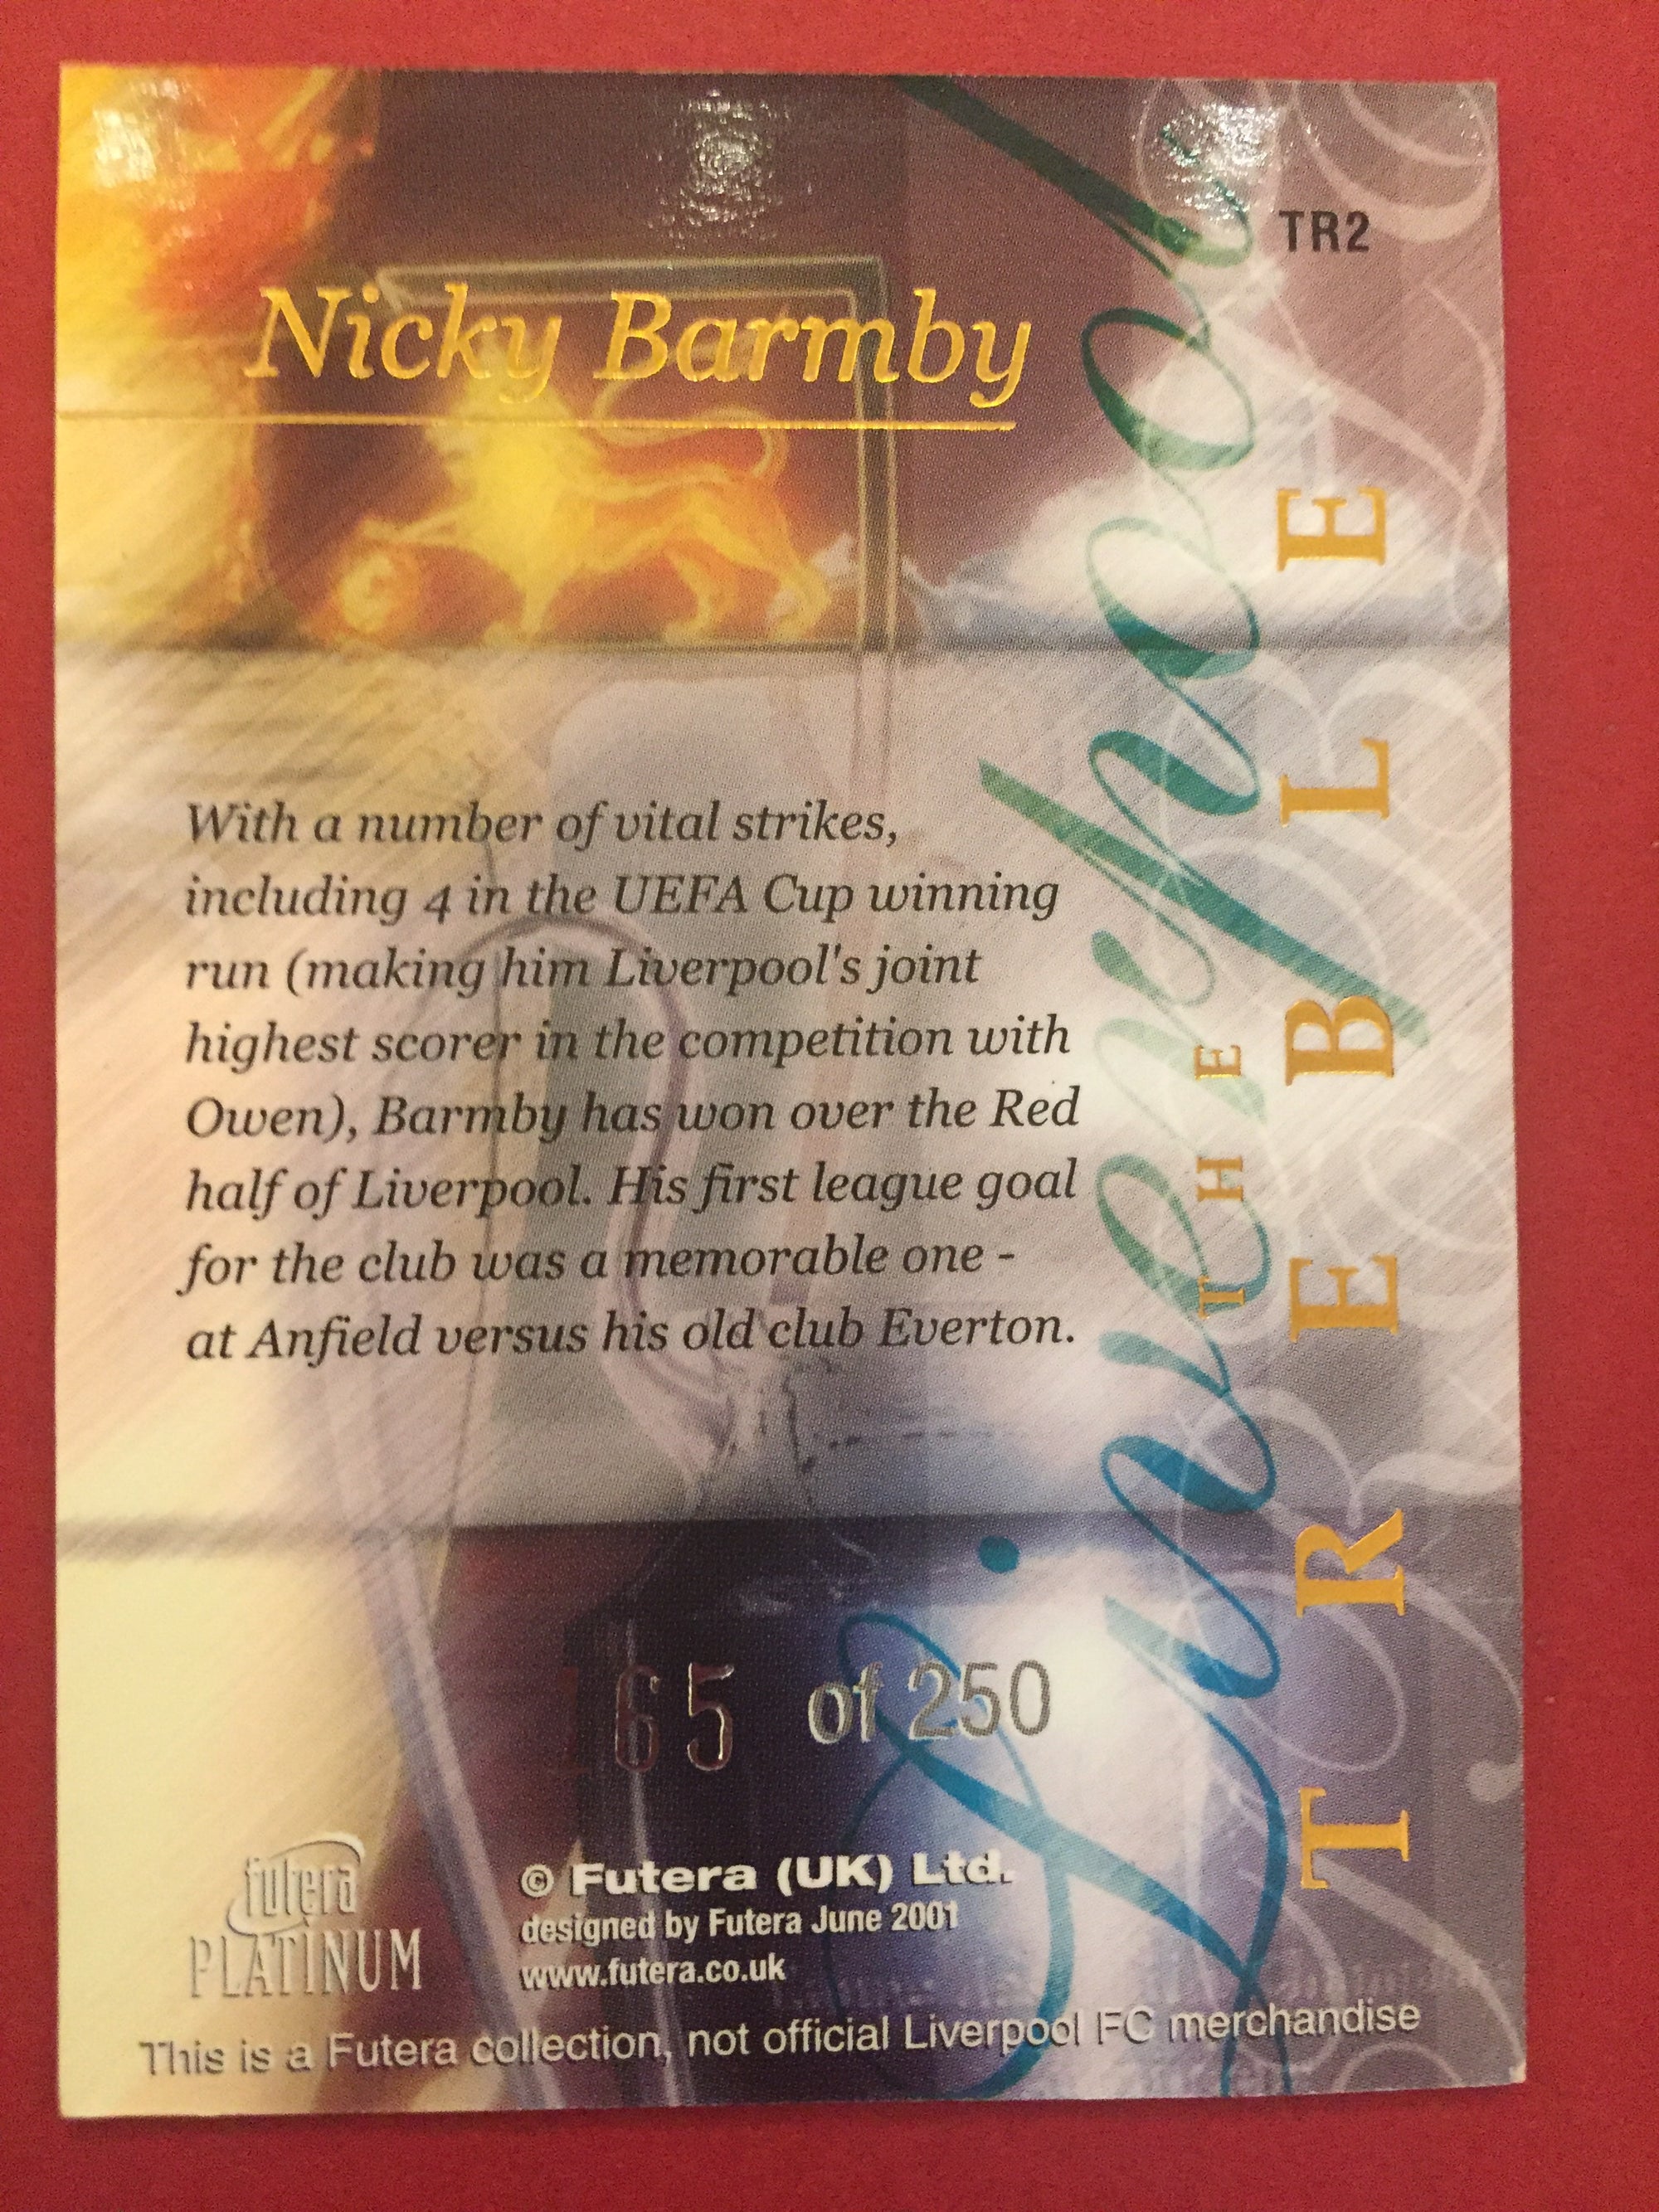 TR2
Nicky Barmby
With a number of vital strikes,
including 4 in the UEFA Cup winning
run (making him Liverpool's joint
highest scorer in the competition with
Owen), Barmby has won over the Red
half of Liverpool. His first league goal
for the club was a memorable one -
at Anfield versus his old club Everton.
Liverpool
THE
TREBLE
165 of 250
futera
PLATINUM
© Futera (UK) Ltd.
designed by Futera June 2001
www.futera.co.uk
This is a Futera collection, not official Liverpool FC merchandise